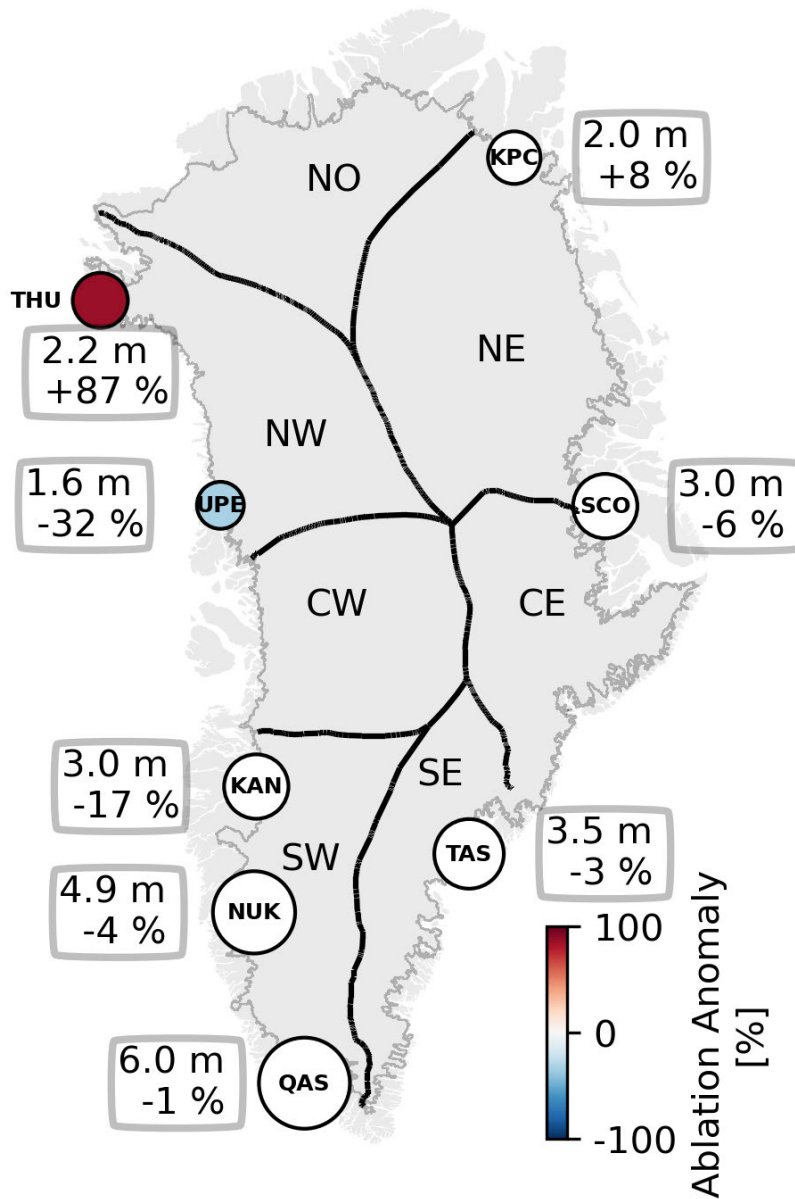 KPC
2.0 m
+8 %
NO
THU
2.2 m
+87 %
NE
NW
1.6 m
-32 %
UPE
SCO
3.0 m
-6 %
CW
CE
3.0 m
-17 %
KAN
SE
TAS
3.5 m
-3 %
SW
4.9 m
-4 %
NUK
6.0 m
-1 %
QAS
100
0
-100
Ablation Anomaly
[%]